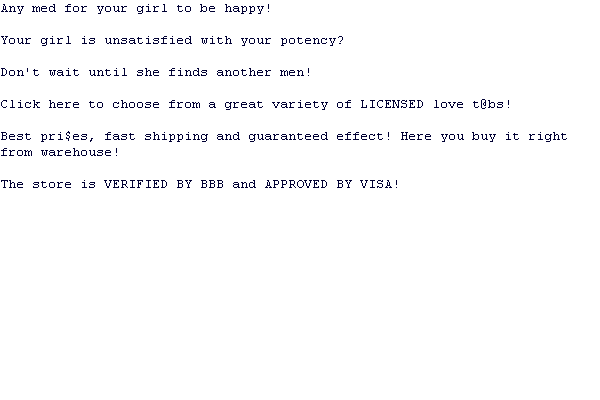 Any med for your girl to be happy!
Your girl is unsatisfied with your potency?
Don't wait until she finds another men!
Click here to choose from a great variety of LICENSED love t@bs!
Best pri$es, fast shipping and guaranteed effect! Here you buy it right
from warehouse!
The store is VERIFIED BY BBB and APPROVED BY VISA!